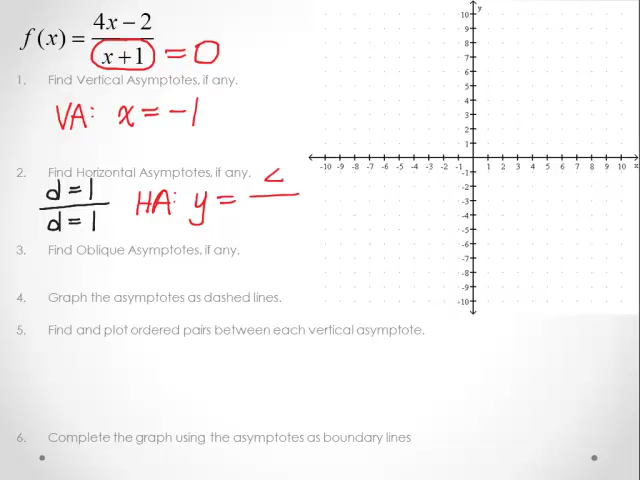 f(x) = 4x − 2 / x + 1 = 0
1. Find Vertical Asymptotes, if any.
VA: x = −1
2. Find Horizontal Asymptotes, if any.
d = 1 / d = 1 HA: y =
3. Find Oblique Asymptotes, if any.
4. Graph the asymptotes as dashed lines.
5. Find and plot ordered pairs between each vertical asymptote.
6. Complete the graph using the asymptotes as boundary lines
y
10
9
8
7
6
5
4
3
2
1
-10 -9 -8 -7 -6 -5 -4 -3 -2 -1 1 2 3 4 5 6 7 8 9 10 x
-1
-2
-3
-4
-5
-6
-7
-8
-9
-10